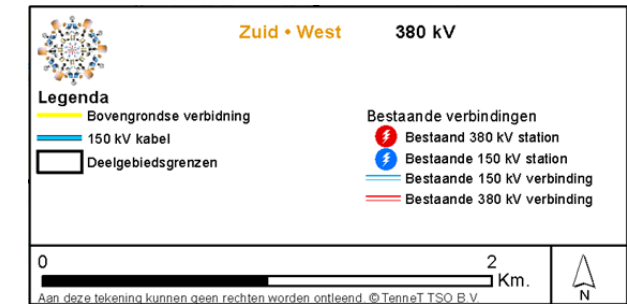 Zuid • West 380 kV
Legenda
Bovengrondse verbidning
150 kV kabel
Deelgebiedsgrenzen
Bestaande verbindingen
Bestaand 380 kV station
Bestaande 150 kV station
Bestaande 150 kV verbinding
Bestaande 380 kV verbinding
0 2
Km.
N
Aan deze tekening kunnen geen rechten worden ontleend. © TenneT TSO B.V.